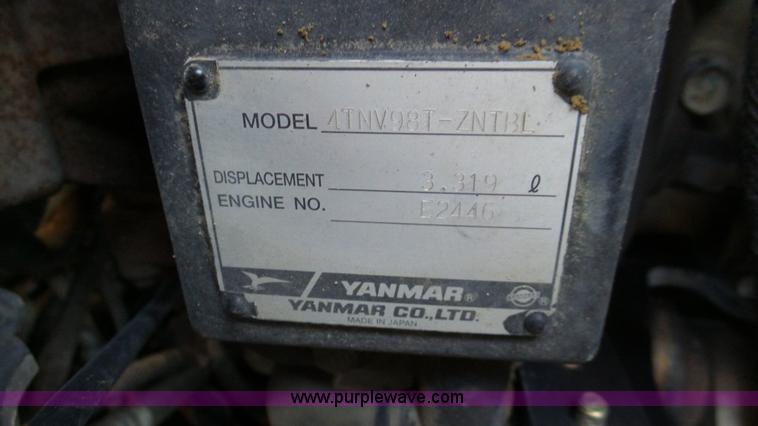 MODEL 4TNV98T-ZNTBL
DISPLACEMENT 3.319 ℓ
ENGINE NO. E2446
YANMAR ®
®
YANMAR CO.,LTD.
MADE IN JAPAN
www.purplewave.com